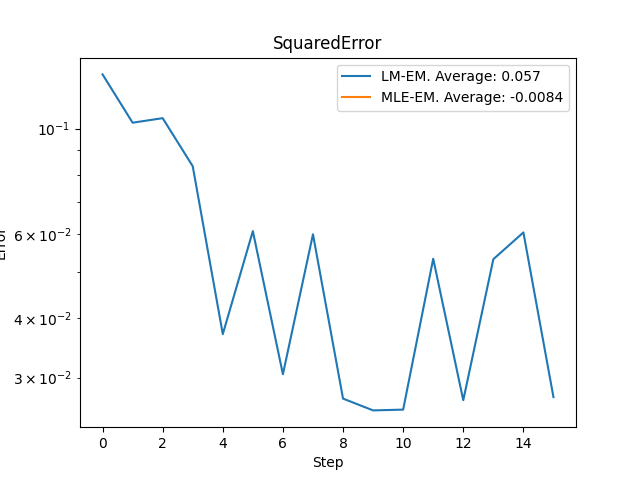 SquaredError
LM-EM. Average: 0.057
MLE-EM. Average: -0.0084
10⁻¹
6 × 10⁻²
4 × 10⁻²
3 × 10⁻²
Error
0 2 4 6 8 10 12 14
Step